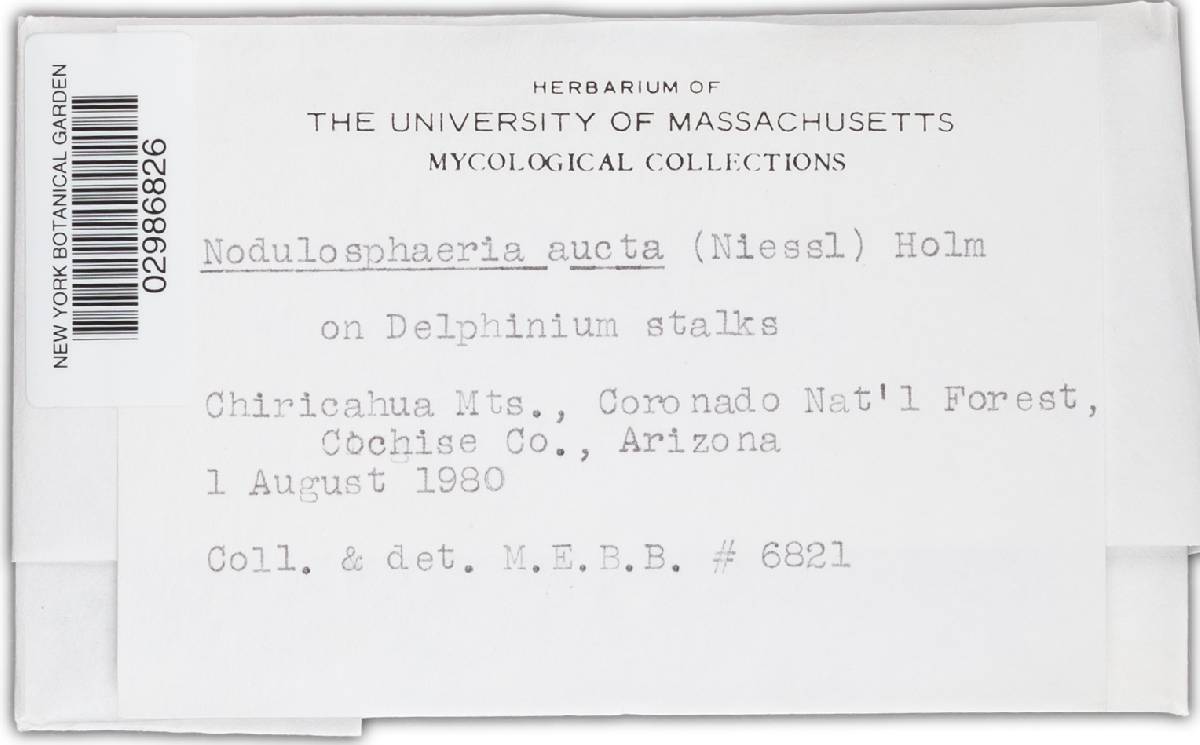 NEW YORK BOTANICAL GARDEN
02986826
HERBARIUM OF
THE UNIVERSITY OF MASSACHUSETTS
MYCOLOGICAL COLLECTIONS
Nodulosphaeria aucta (Niessl) Holm
on Delphinium stalks
Chiricahua Mts., Coronado Nat'l Forest,
Cochise Co., Arizona
1 August 1980
Coll. & det. M.E.B.B. # 6821